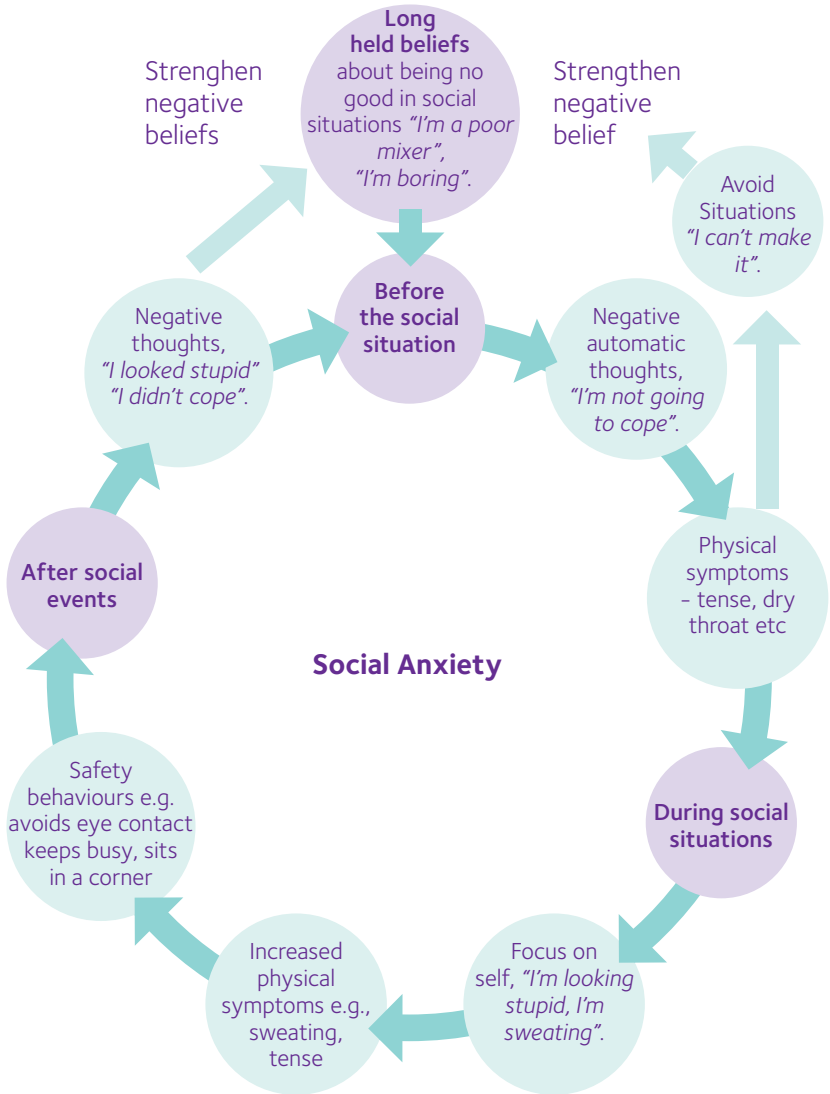 Long
held beliefs
about being no
good in social
situations “I’m a poor
mixer”,
“I’m boring”.
Strenghen
negative
beliefs
Strengthen
negative
belief
Avoid
Situations
“I can’t make
it”.
Before
the social
situation
Negative
automatic
thoughts,
“I’m not going
to cope”.
Physical
symptoms
– tense, dry
throat etc
During social
situations
Focus on
self, “I’m looking
stupid, I’m
sweating”.
Increased
physical
symptoms e.g.,
sweating,
tense
Safety
behaviours e.g.
avoids eye contact
keeps busy, sits
in a corner
After social
events
Negative
thoughts,
“I looked stupid”
“I didn’t cope”.
Social Anxiety